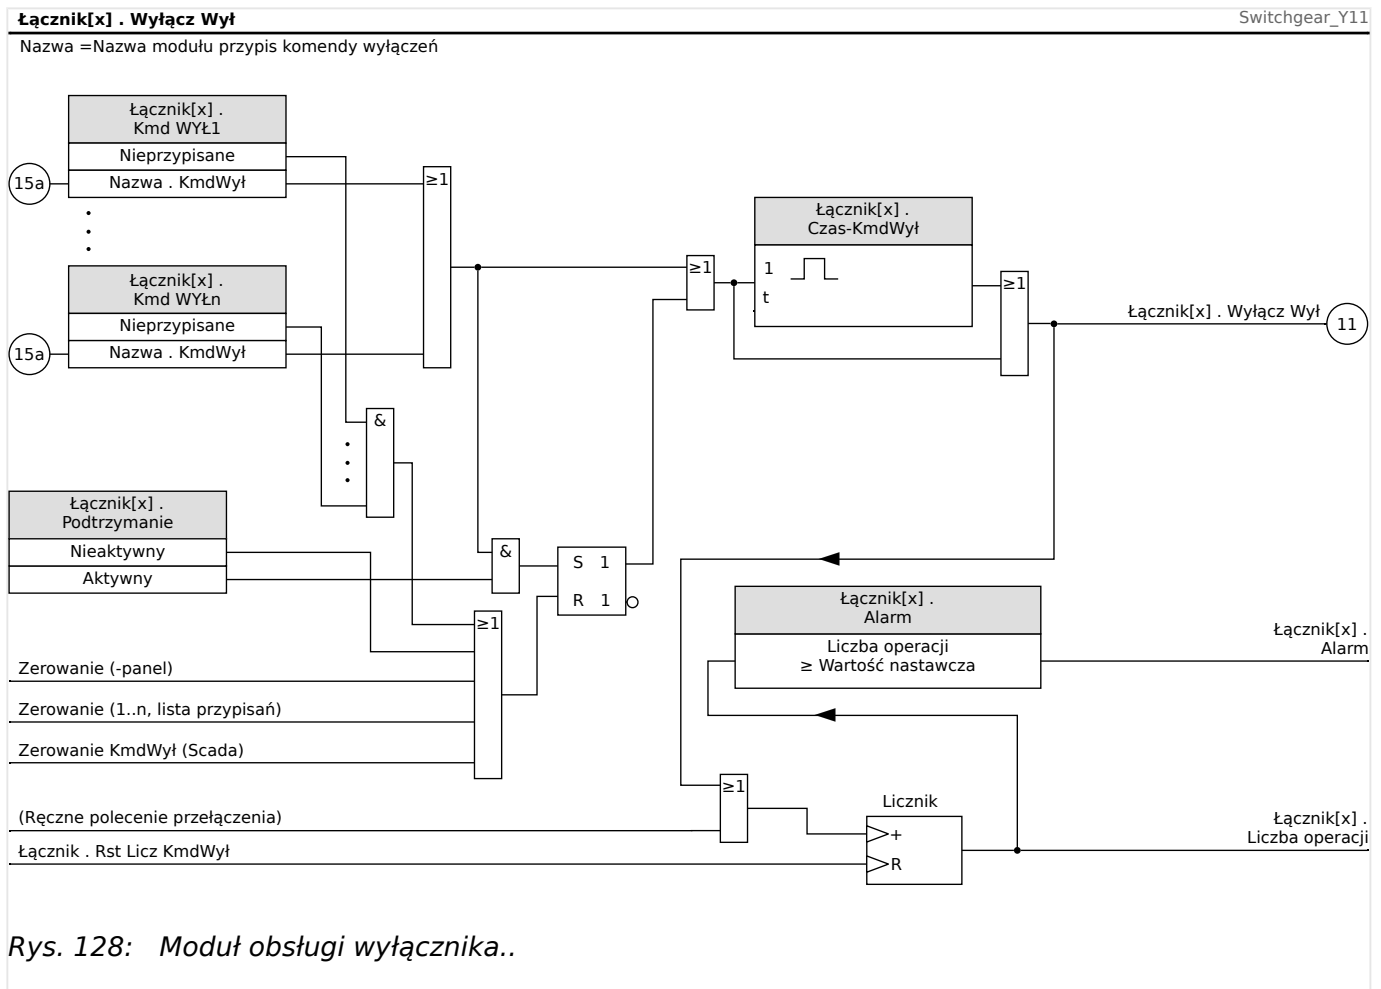 Łącznik[x] . Wyłącz Wył
Switchgear_Y11
Nazwa =Nazwa modułu przypis komendy wyłączeń
Łącznik[x] .
Kmd WYŁ1
Nieprzypisane
15a
Nazwa . KmdWył
≥1
Łącznik[x] .
Czas-KmdWył
1
t
≥1
≥1
Łącznik[x] .
Kmd WYŁn
Nieprzypisane
15a
Nazwa . KmdWył
Łącznik[x] . Wyłącz Wył
11
&
Łącznik[x] .
Podtrzymanie
Nieaktywny
Aktywny
&
S 1
R 1
≥1
Łącznik[x] .
Alarm
Liczba operacji
≥ Wartość nastawcza
Łącznik[x] .
Alarm
Zerowanie (-panel)
Zerowanie (1..n, lista przypisań)
Zerowanie KmdWył (Scada)
≥1
Licznik
(Ręczne polecenie przełączenia)
+
Łącznik[x] .
Liczba operacji
Łącznik . Rst Licz KmdWył
R
Rys. 128: Moduł obsługi wyłącznika..